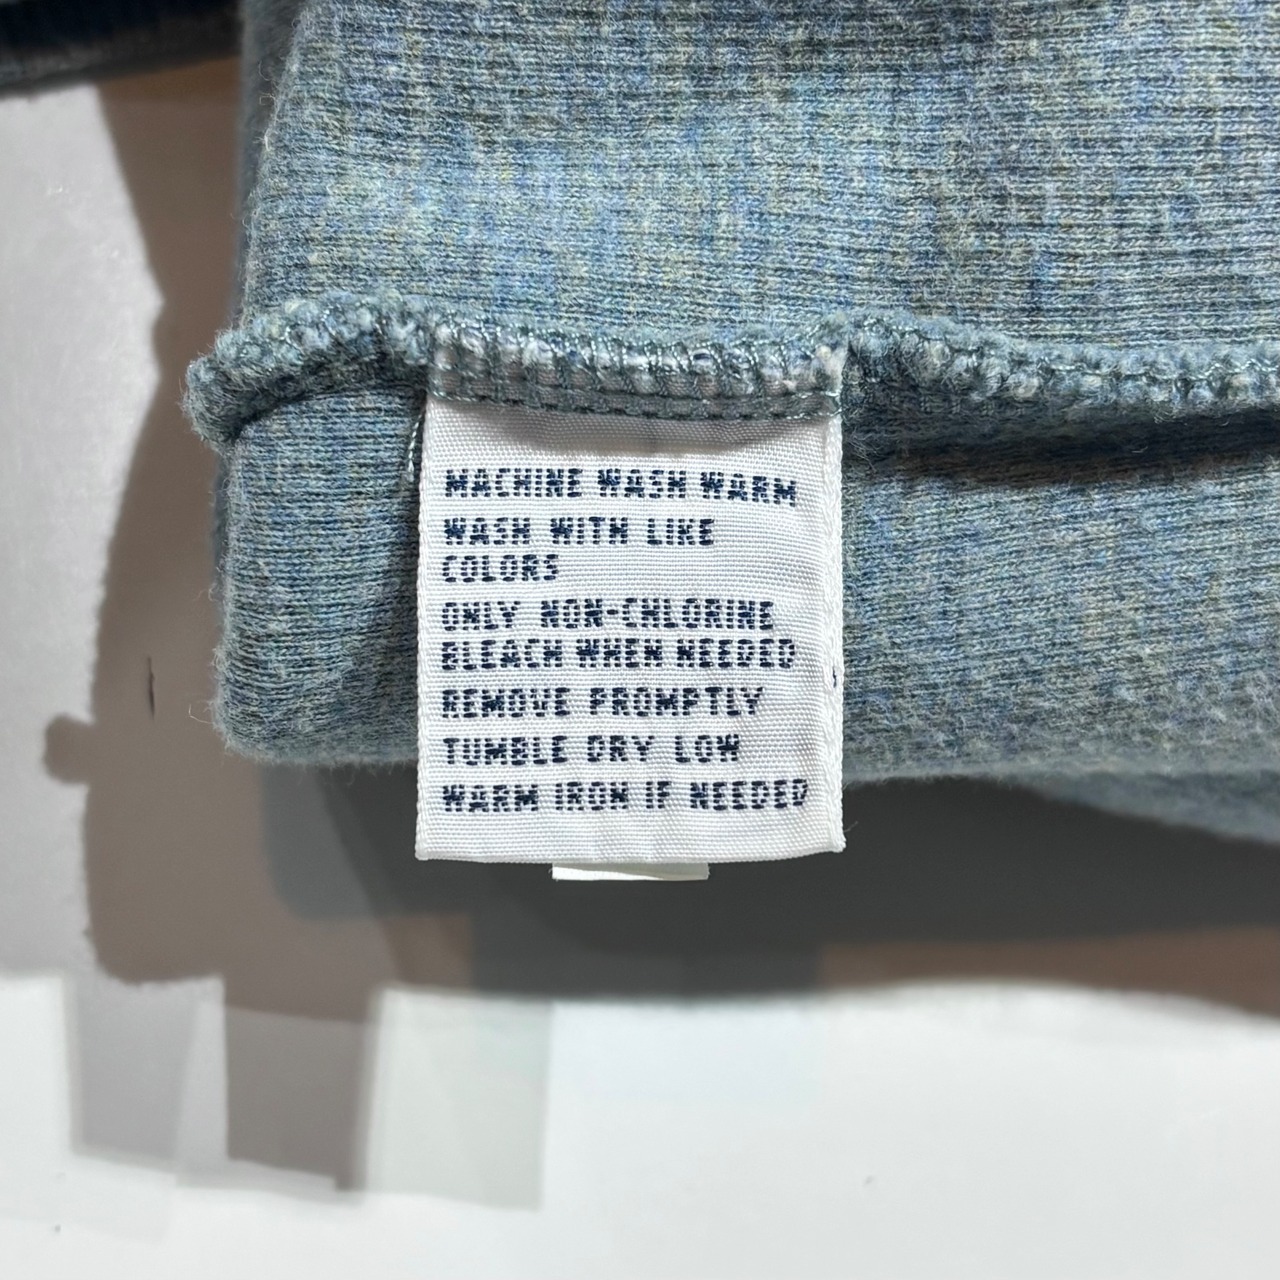 MACHINE WASH WARM
WASH WITH LIKE
COLORS
ONLY NON-CHLORINE
BLEACH WHEN NEEDED
REMOVE PROMPTLY
TUMBLE DRY LOW
WARM IRON IF NEEDED